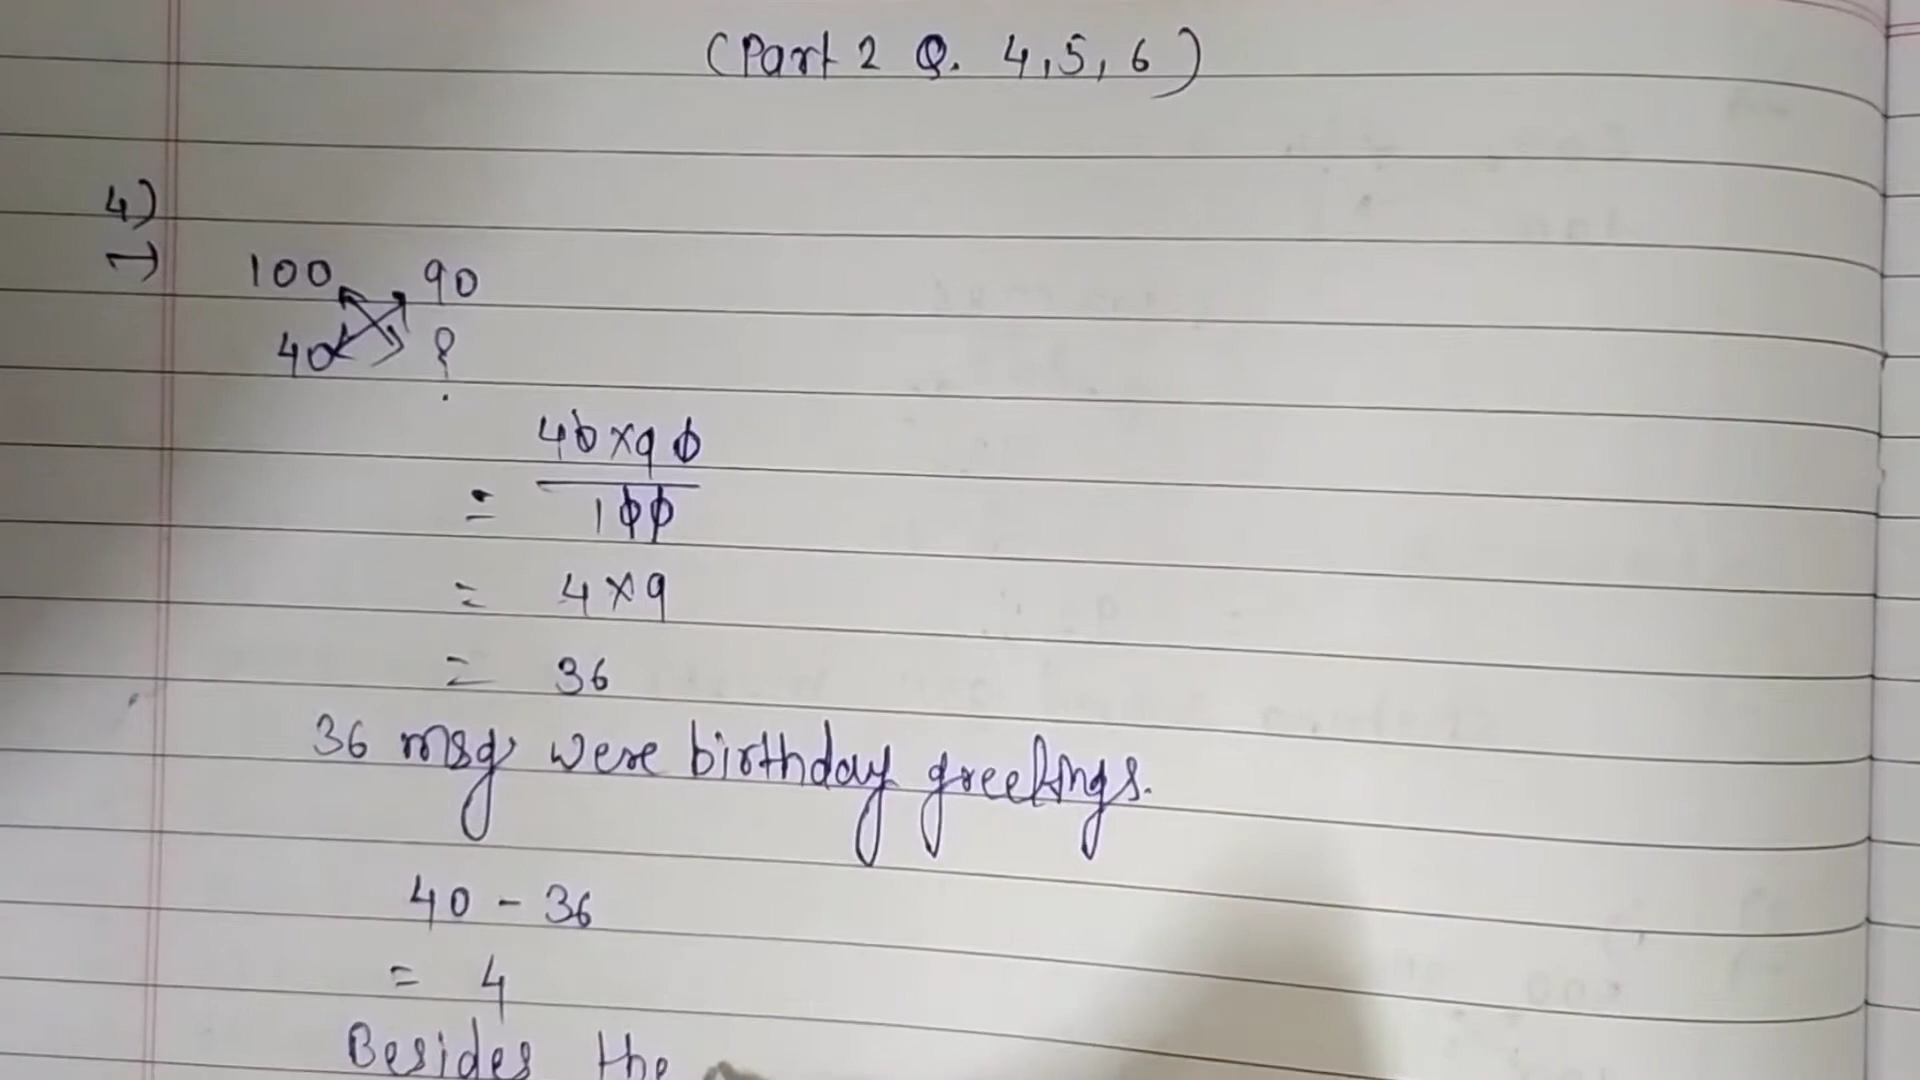 (Part 2 Q. 4,5,6)
4)
→ 100 90
40 ?
= 40×90
100
= 4×9
= 36
36 msgs were birthday greetings.
40 - 36
= 4
Besides the